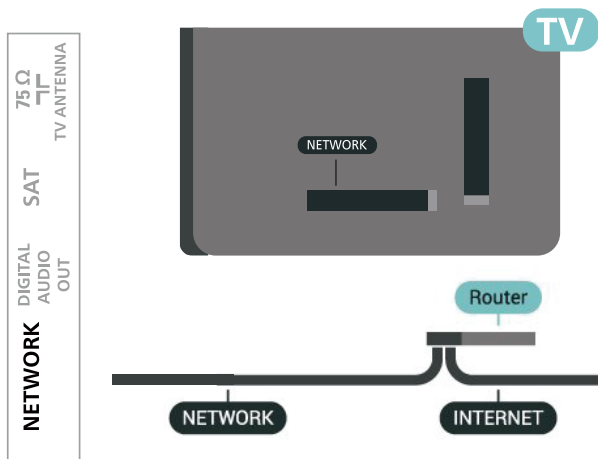 TV
75 Ω
TV ANTENNA
SAT
DIGITAL
AUDIO
OUT
NETWORK
NETWORK
Router
NETWORK
INTERNET